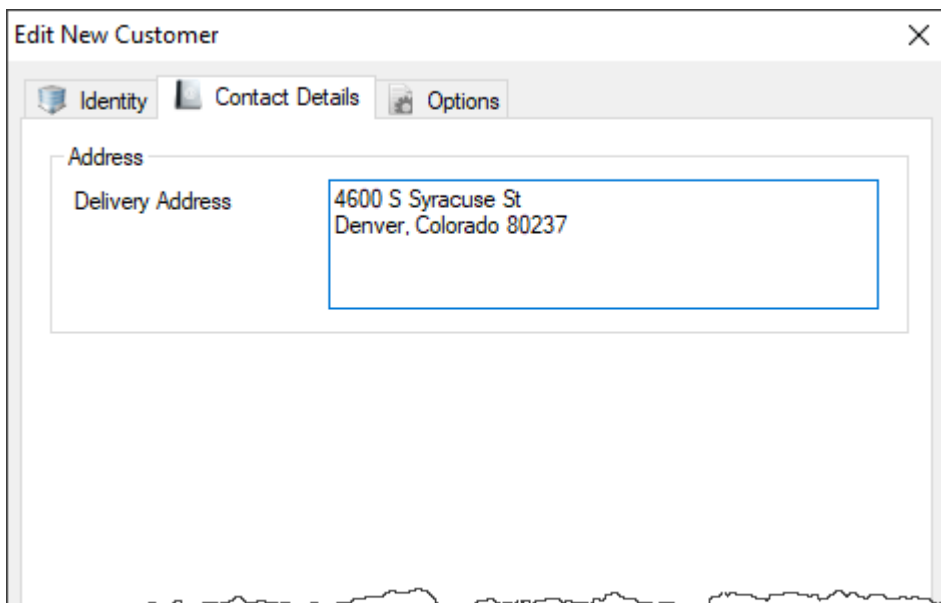 Edit New Customer
Identity
Contact Details
Options
Address
Delivery Address
4600 S Syracuse St
Denver, Colorado 80237